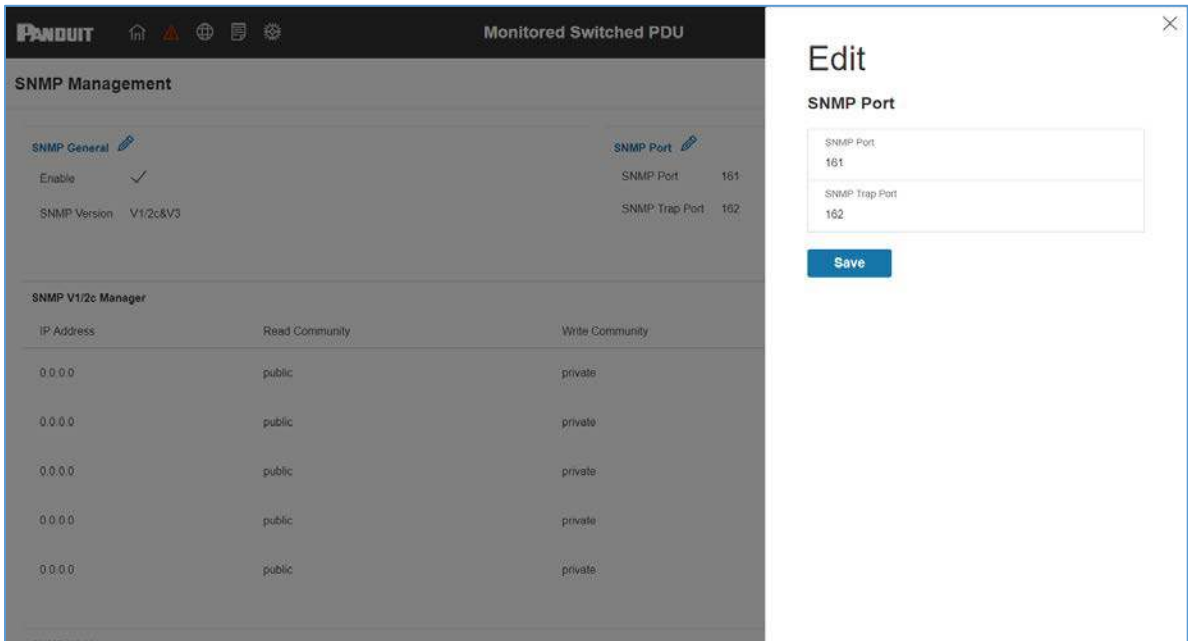 PANDUIT
Monitored Switched PDU
SNMP Management
SNMP General
Enable
SNMP Version V1/2c&V3
SNMP Port
SNMP Port 161
SNMP Trap Port 162
SNMP V1/2c Manager
IP Address Read Community Write Community
0.0.0.0 public private
0.0.0.0 public private
0.0.0.0 public private
0.0.0.0 public private
0.0.0.0 public private
Edit
SNMP Port
SNMP Port
161
SNMP Trap Port
162
Save